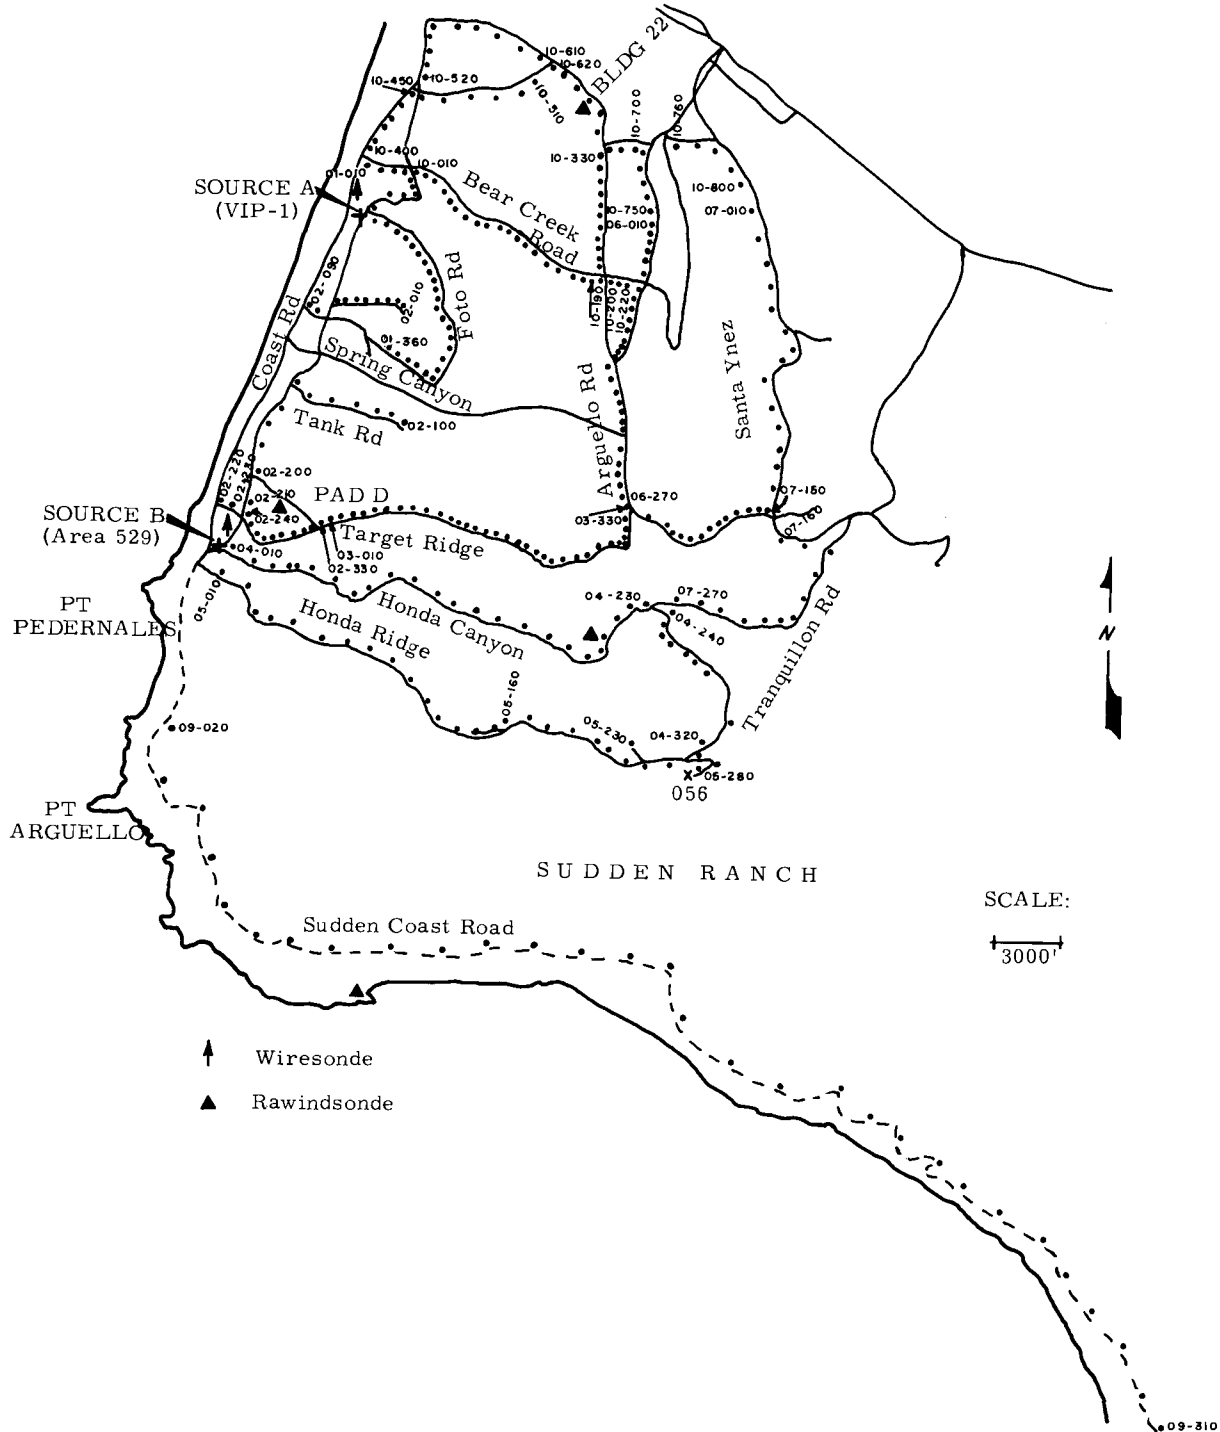 BLDG 22
10-610
10-620
10-450
10-520
10-510
10-700
10-760
10-400
10-010
10-330
01-010
SOURCE A
(VIP-1)
Bear Creek
Road
10-800
10-750
07-010
06-010
Foto Rd
02-010
10-190
10-200
10-220
Coast Rd
01-360
Spring Canyon
Santa Ynez
Arguello Rd
Tank Rd
02-100
02-220
02-230
02-200
02-210
02-240
PAD D
06-270
07-150
07-160
03-330
SOURCE B
(Area 529)
04-010
Target Ridge
03-010
02-330
PT
PEDERNALES
05-010
Honda Canyon
Honda Ridge
04-230
07-270
04-240
Tranquillon Rd
N
05-160
09-020
05-230
04-320
X
05-280
056
PT
ARGUELLO
SUDDEN RANCH
SCALE:
3000'
Sudden Coast Road
Wiresonde
Rawindsonde
09-310